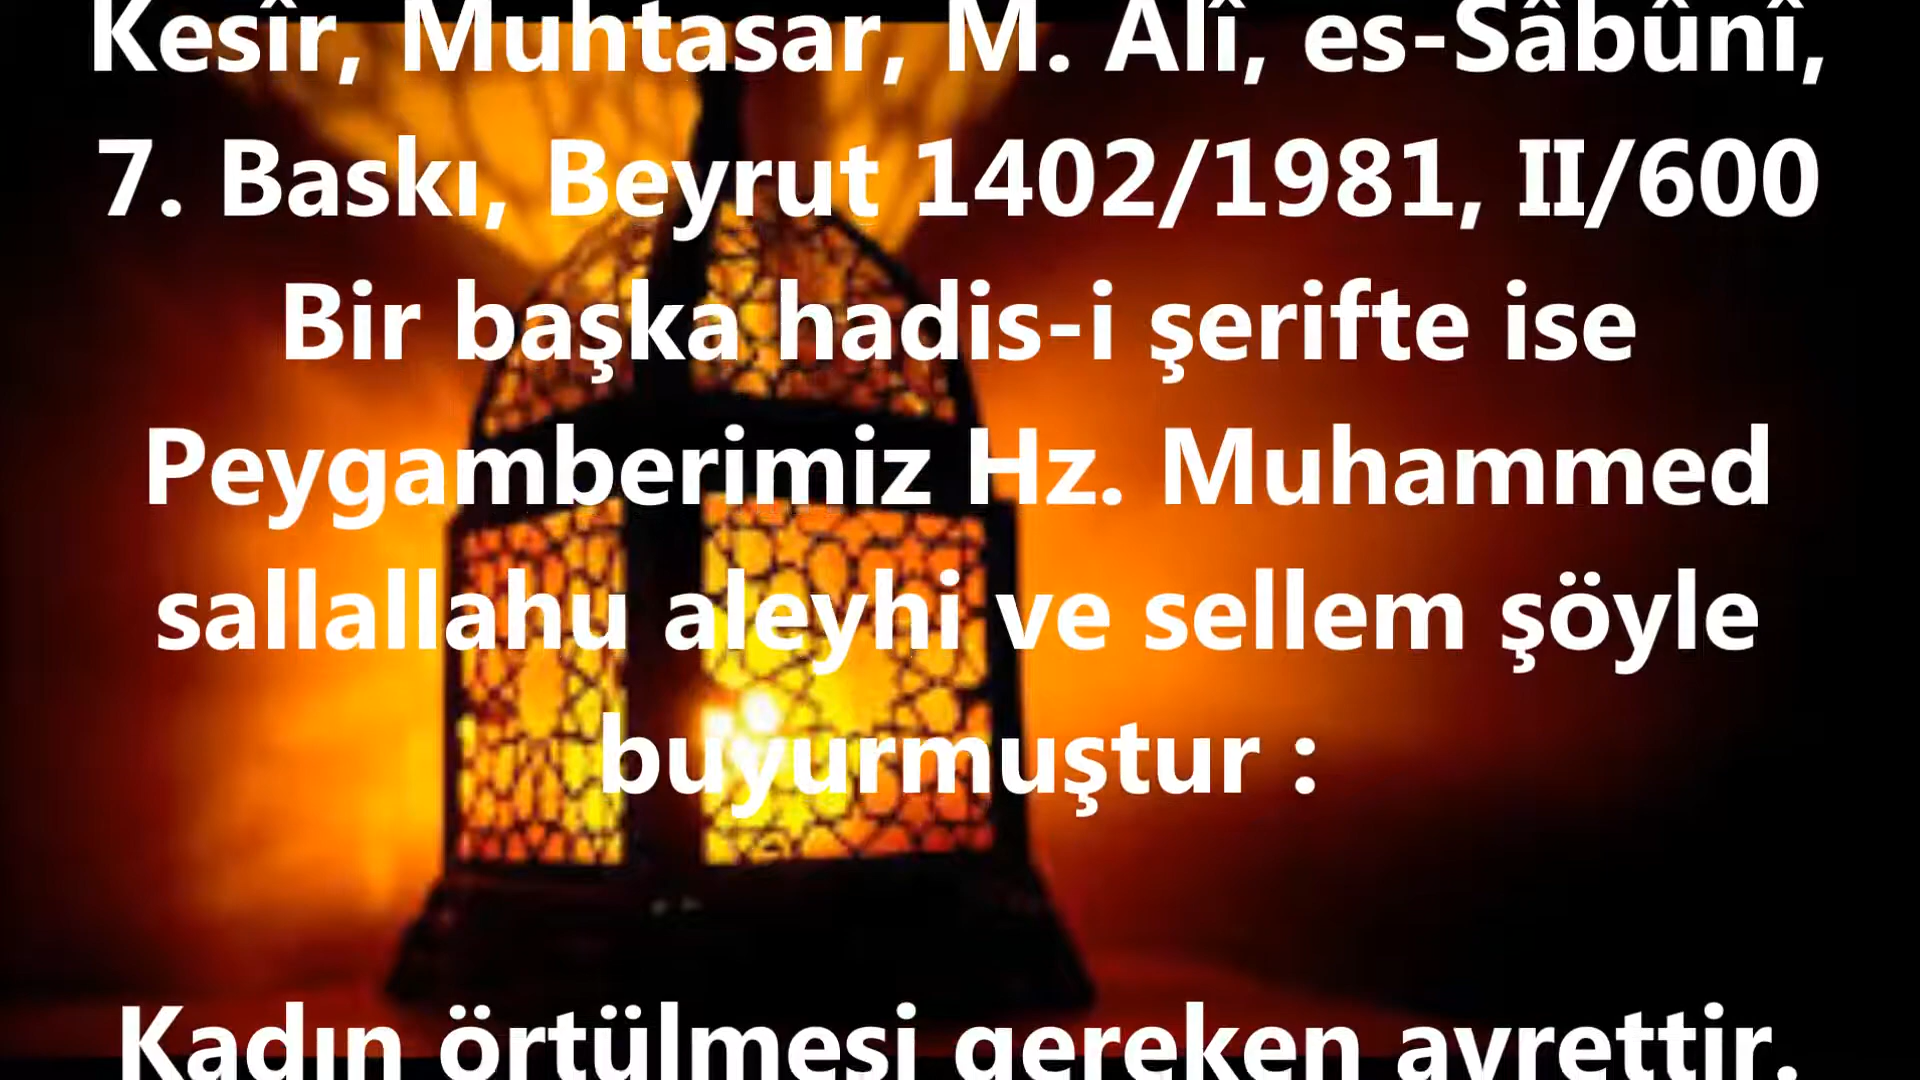 Kesîr, Muhtasar, M. Alî, es-Sâbûnî,
7. Baskı, Beyrut 1402/1981, II/600
Bir başka hadis-i şerifte ise
Peygamberimiz Hz. Muhammed
sallallahu aleyhi ve sellem şöyle
buyurmuştur :
Kadın örtülmesi gereken avrettir.